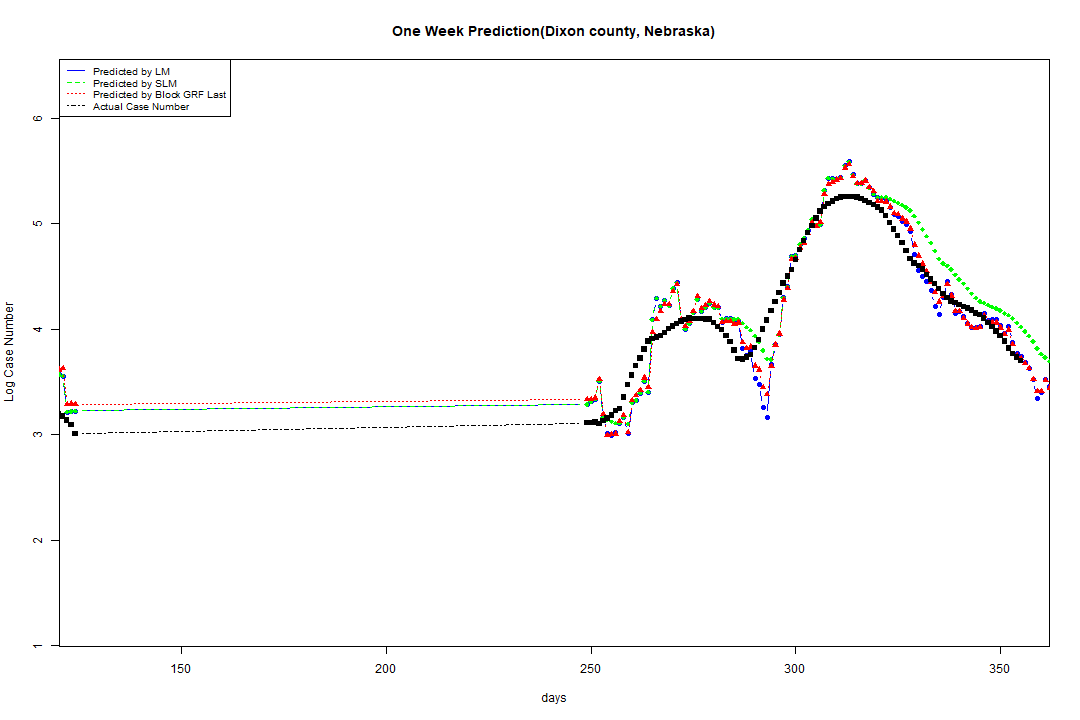 One Week Prediction(Dixon county, Nebraska)
Predicted by LM
Predicted by SLM
Predicted by Block GRF Last
Actual Case Number
6
5
4
3
2
1
Log Case Number
150
200
250
300
350
days